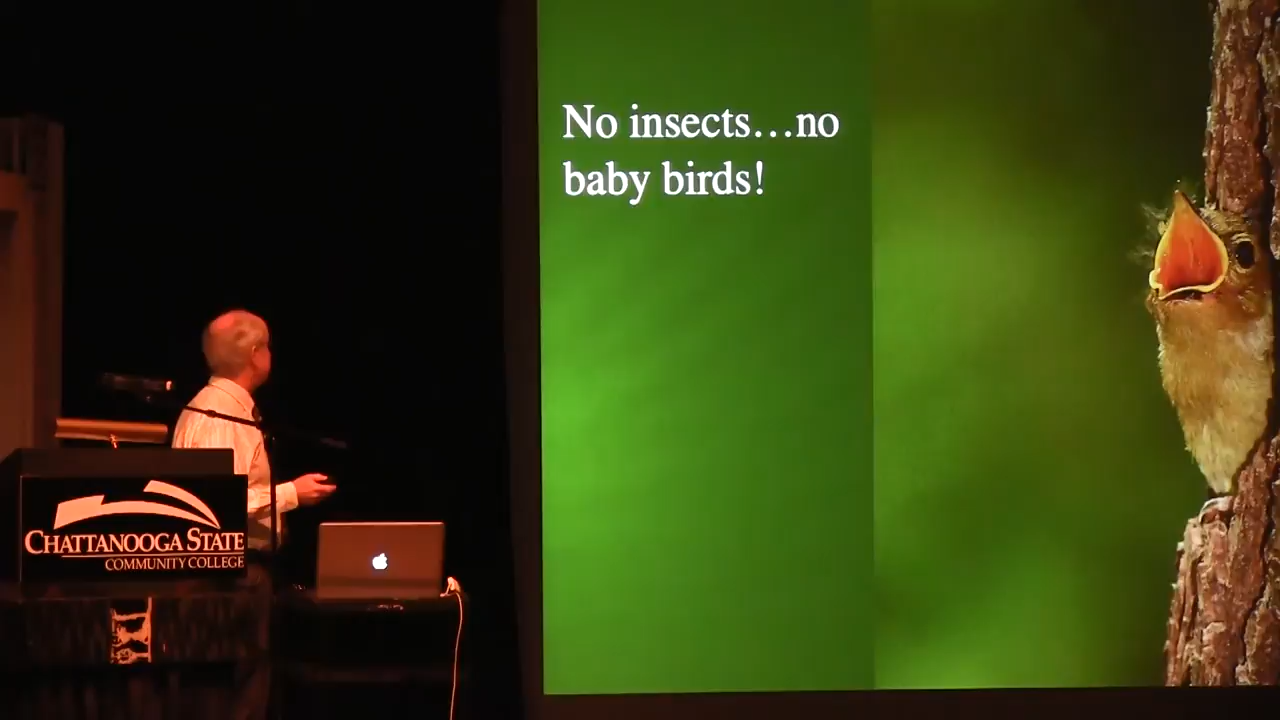 No insects...no
baby birds!
CHATTANOOGA STATE
COMMUNITY COLLEGE